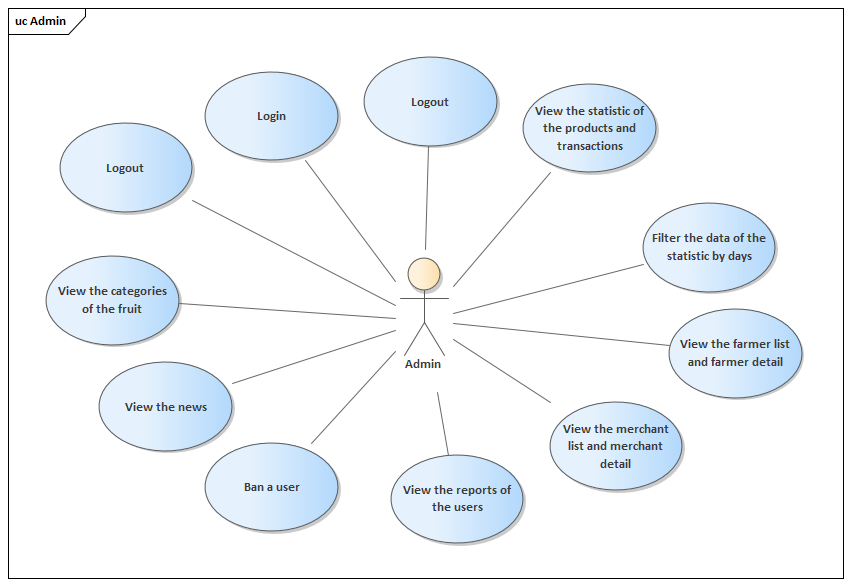 uc Admin
Logout
Login
Logout
View the statistic of
the products and
transactions
Filter the data of the
statistic by days
View the farmer list
and farmer detail
View the merchant
list and merchant
detail
View the reports of
the users
Ban a user
View the news
View the categories
of the fruit
Admin